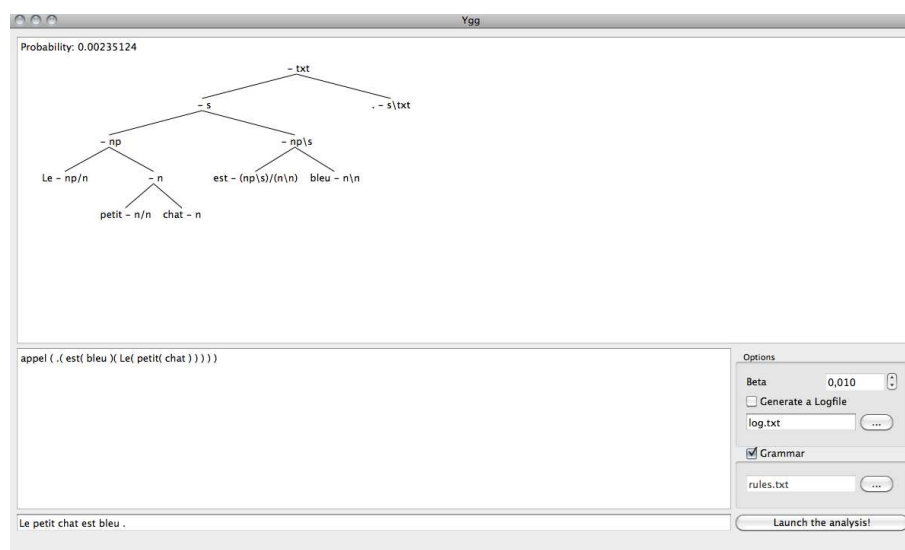 Ygg
Probability: 0.00235124
- txt
- s
. - s\txt
- np
- np\s
Le - np/n
- n
est - (np\s)/(n\n)
bleu - n\n
petit - n/n
chat - n
appel ( .( est( bleu )( Le( petit( chat ) ) ) ) )
Options
Beta
0,010
Generate a Logfile
log.txt
...
Grammar
rules.txt
...
Le petit chat est bleu .
Launch the analysis!